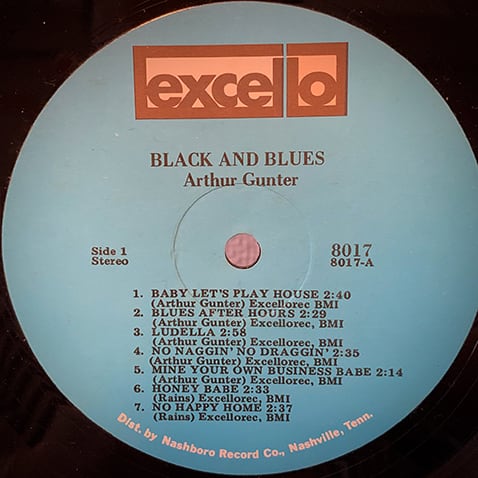 excello
BLACK AND BLUES
Arthur Gunter
Side 1
Stereo
8017
8017-A
1. BABY LET'S PLAY HOUSE 2:40
(Arthur Gunter) Excellorec BMI
2. BLUES AFTER HOURS 2:29
(Arthur Gunter) Excellorec, BMI
3. LUDELLA 2:58
(Arthur Gunter) Excellorec, BMI
4. NO NAGGIN' NO DRAGGIN' 2:35
(Arthur Gunter) Excellorec, BMI
5. MINE YOUR OWN BUSINESS BABE 2:14
(Arthur Gunter) Excellorec, BMI
6. HONEY BABE 2:33
(Rains) Excellorec, BMI
7. NO HAPPY HOME 2:37
(Rains) Excellorec, BMI
Dist. by Nashboro Record Co., Nashville, Tenn.